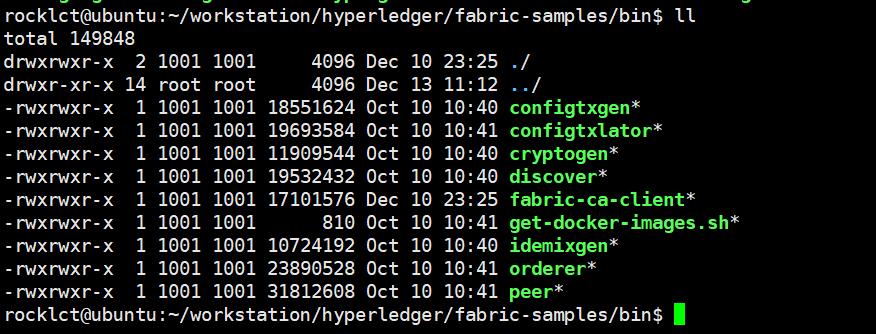 rocklct@ubuntu:~/workstation/hyperledger/fabric-samples/bin$ ll
total 149848
drwxrwxr-x  2 1001 1001     4096 Dec 10 23:25 ./
drwxr-xr-x 14 root root     4096 Dec 13 11:12 ../
-rwxrwxr-x  1 1001 1001 18551624 Oct 10 10:40 configtxgen*
-rwxrwxr-x  1 1001 1001 19693584 Oct 10 10:41 configtxlator*
-rwxrwxr-x  1 1001 1001 11909544 Oct 10 10:40 cryptogen*
-rwxrwxr-x  1 1001 1001 19532432 Oct 10 10:40 discover*
-rwxrwxr-x  1 1001 1001 17101576 Dec 10 23:25 fabric-ca-client*
-rwxrwxr-x  1 1001 1001      810 Oct 10 10:41 get-docker-images.sh*
-rwxrwxr-x  1 1001 1001 10724192 Oct 10 10:40 idemixgen*
-rwxrwxr-x  1 1001 1001 23890528 Oct 10 10:41 orderer*
-rwxrwxr-x  1 1001 1001 31812608 Oct 10 10:41 peer*
rocklct@ubuntu:~/workstation/hyperledger/fabric-samples/bin$